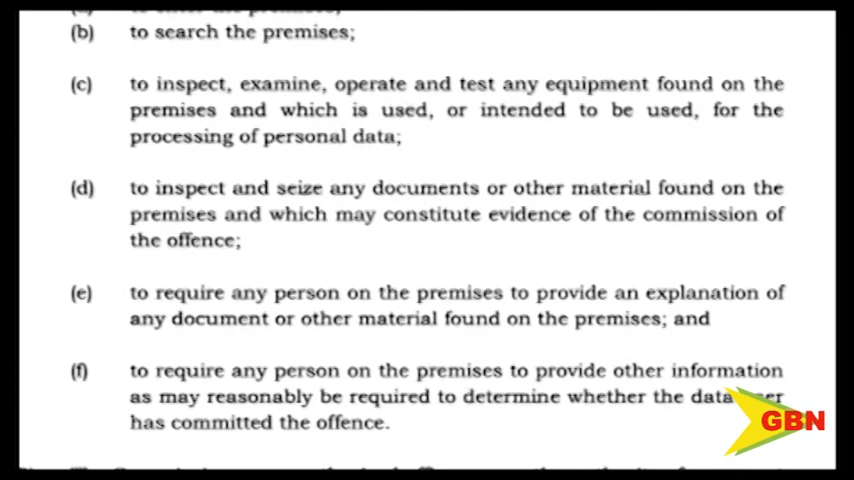 (b) to search the premises;
(c) to inspect, examine, operate and test any equipment found on the
premises and which is used, or intended to be used, for the
processing of personal data;
(d) to inspect and seize any documents or other material found on the
premises and which may constitute evidence of the commission of
the offence;
(e) to require any person on the premises to provide an explanation of
any document or other material found on the premises; and
(f) to require any person on the premises to provide other information
as may reasonably be required to determine whether the data
has committed the offence.
GBN